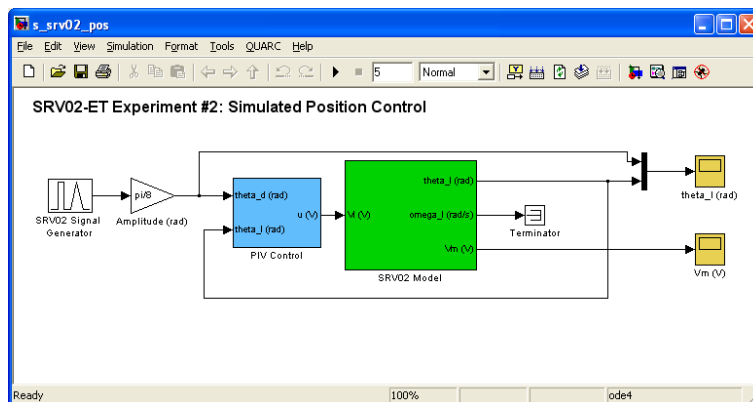 s_srv02_pos
File Edit View Simulation Format Tools QUARC Help
5 Normal
SRV02-ET Experiment #2: Simulated Position Control
SRV02 Signal
Generator
pi/8
Amplitude (rad)
theta_d (rad)
theta_l (rad)
u (V)
PIV Control
Vl (V)
theta_l (rad)
omega_l (rad/s)
Vm (V)
SRV02 Model
Terminator
theta_l (rad)
Vm (V)
Ready 100% ode4